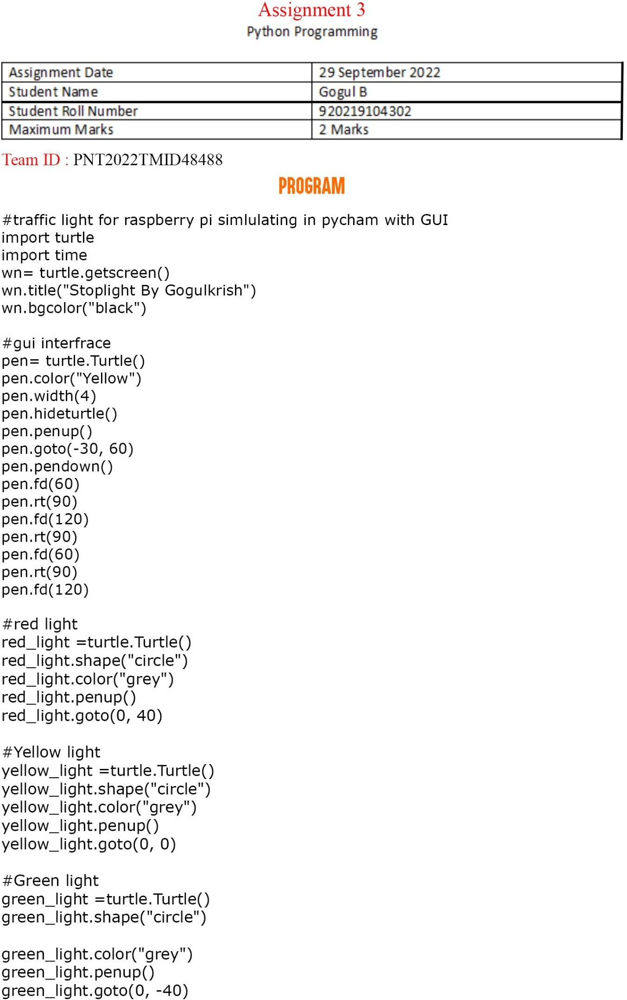 Assignment 3
Python Programming
Assignment Date 29 September 2022
Student Name Gogul B
Student Roll Number 920219104302
Maximum Marks 2 Marks
Team ID : PNT2022TMID48488
PROGRAM
#traffic light for raspberry pi simlulating in pycham with GUI
import turtle
import time
wn= turtle.getscreen()
wn.title("Stoplight By Gogulkrish")
wn.bgcolor("black")
#gui interfrace
pen= turtle.Turtle()
pen.color("Yellow")
pen.width(4)
pen.hideturtle()
pen.penup()
pen.goto(-30, 60)
pen.pendown()
pen.fd(60)
pen.rt(90)
pen.fd(120)
pen.rt(90)
pen.fd(60)
pen.rt(90)
pen.fd(120)
#red light
red_light =turtle.Turtle()
red_light.shape("circle")
red_light.color("grey")
red_light.penup()
red_light.goto(0, 40)
#Yellow light
yellow_light =turtle.Turtle()
yellow_light.shape("circle")
yellow_light.color("grey")
yellow_light.penup()
yellow_light.goto(0, 0)
#Green light
green_light =turtle.Turtle()
green_light.shape("circle")
green_light.color("grey")
green_light.penup()
green_light.goto(0, -40)